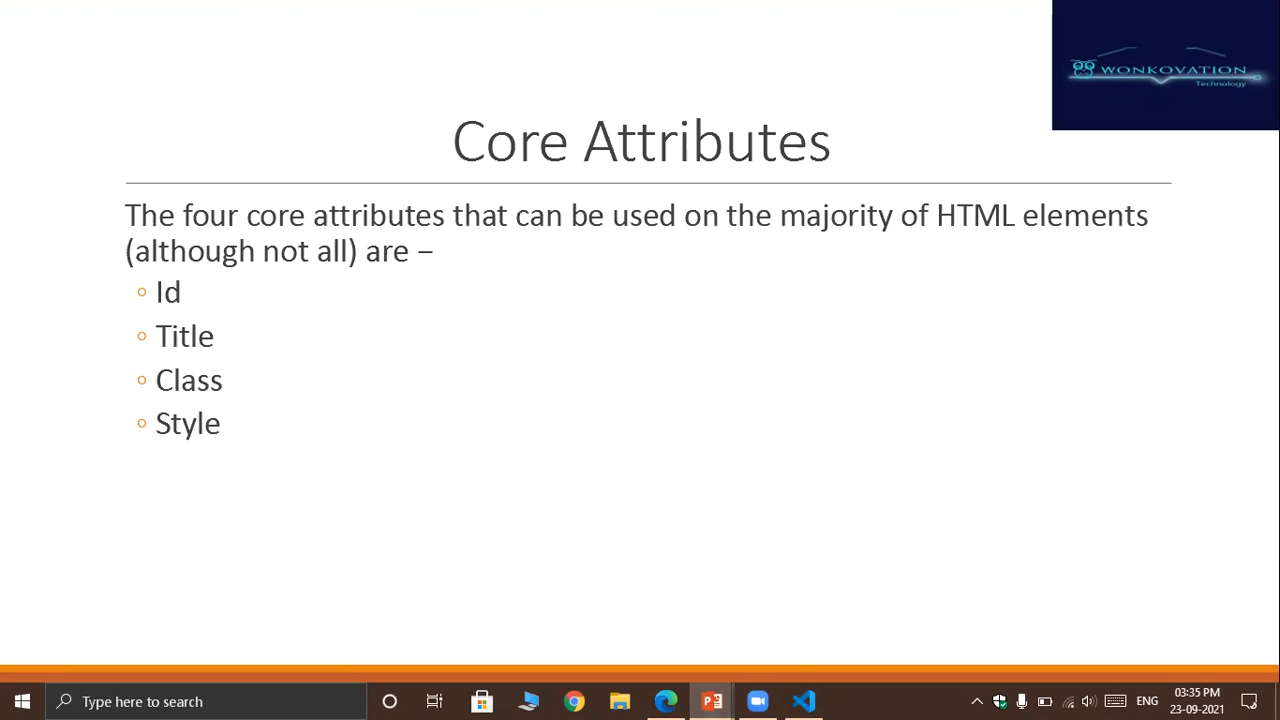 WONKOVATION
Technology
Core Attributes
The four core attributes that can be used on the majority of HTML elements
(although not all) are −
Id
Title
Class
Style
Type here to search
ENG
03:35 PM
23-09-2021